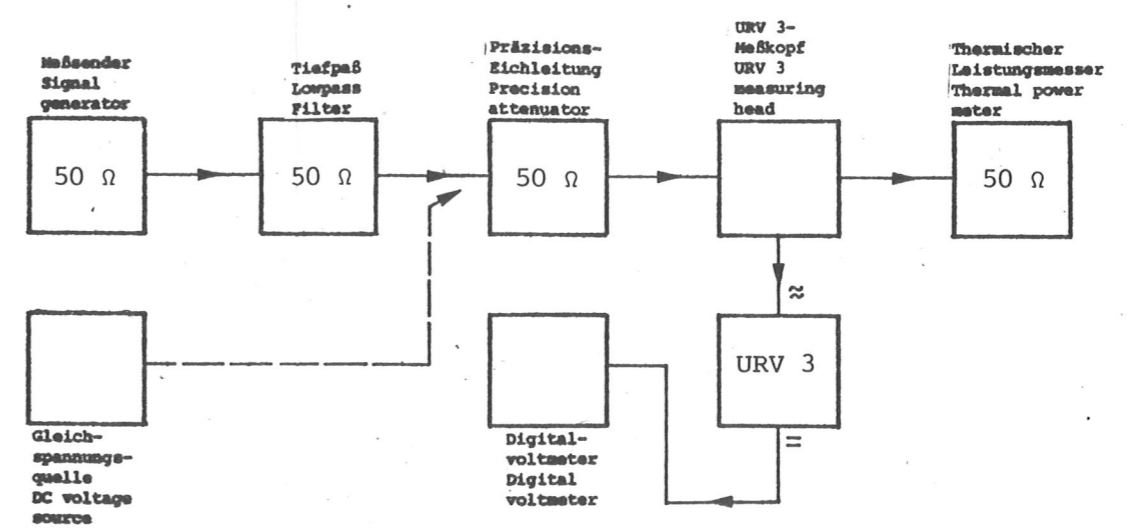 Meßsender
Signal
generator
50 Ω
Tiefpaß
Lowpass
Filter
50 Ω
Präzisions-
Eichleitung
Precision
attenuator
50 Ω
URV 3-
Meßkopf
URV 3
measuring
head
Thermischer
Leistungsmesser
Thermal power
meter
50 Ω
≈
Gleich-
spannungs-
quelle
DC voltage
source
Digital-
voltmeter
Digital
voltmeter
URV 3
=